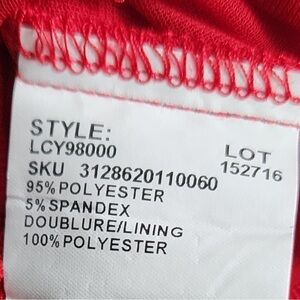 STYLE:
LCY98000 LOT
SKU 3128620110060 152716
95% POLYESTER
5% SPANDEX
DOUBLURE/LINING
100% POLYESTER